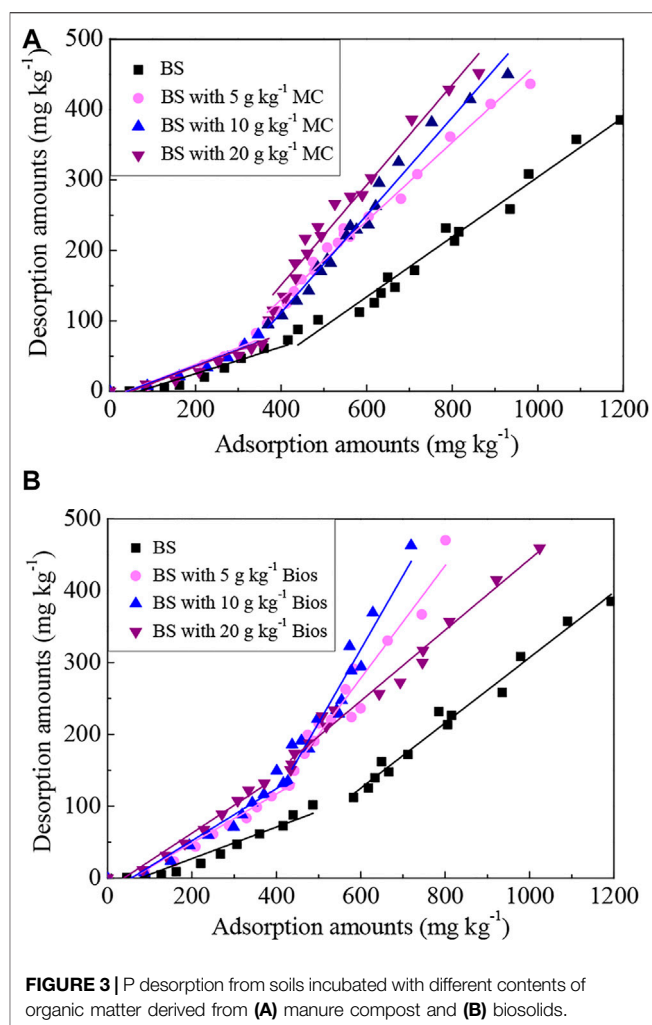 A
500
400
300
200
100
0
Desorption amounts (mg kg⁻¹)
BS
BS with 5 g kg⁻¹ MC
BS with 10 g kg⁻¹ MC
BS with 20 g kg⁻¹ MC
0 200 400 600 800 1000 1200
Adsorption amounts (mg kg⁻¹)
B
500
400
300
200
100
0
Desorption amounts (mg kg⁻¹)
BS
BS with 5 g kg⁻¹ Bios
BS with 10 g kg⁻¹ Bios
BS with 20 g kg⁻¹ Bios
0 200 400 600 800 1000 1200
Adsorption amounts (mg kg⁻¹)
FIGURE 3 | P desorption from soils incubated with different contents of
organic matter derived from (A) manure compost and (B) biosolids.